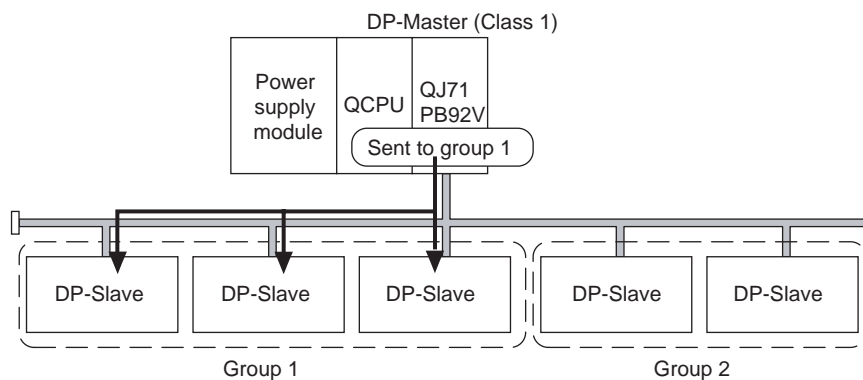 DP-Master (Class 1)
Power
supply
module
QCPU
QJ71
PB92V
Sent to group 1
DP-Slave
DP-Slave
DP-Slave
DP-Slave
DP-Slave
Group 1
Group 2